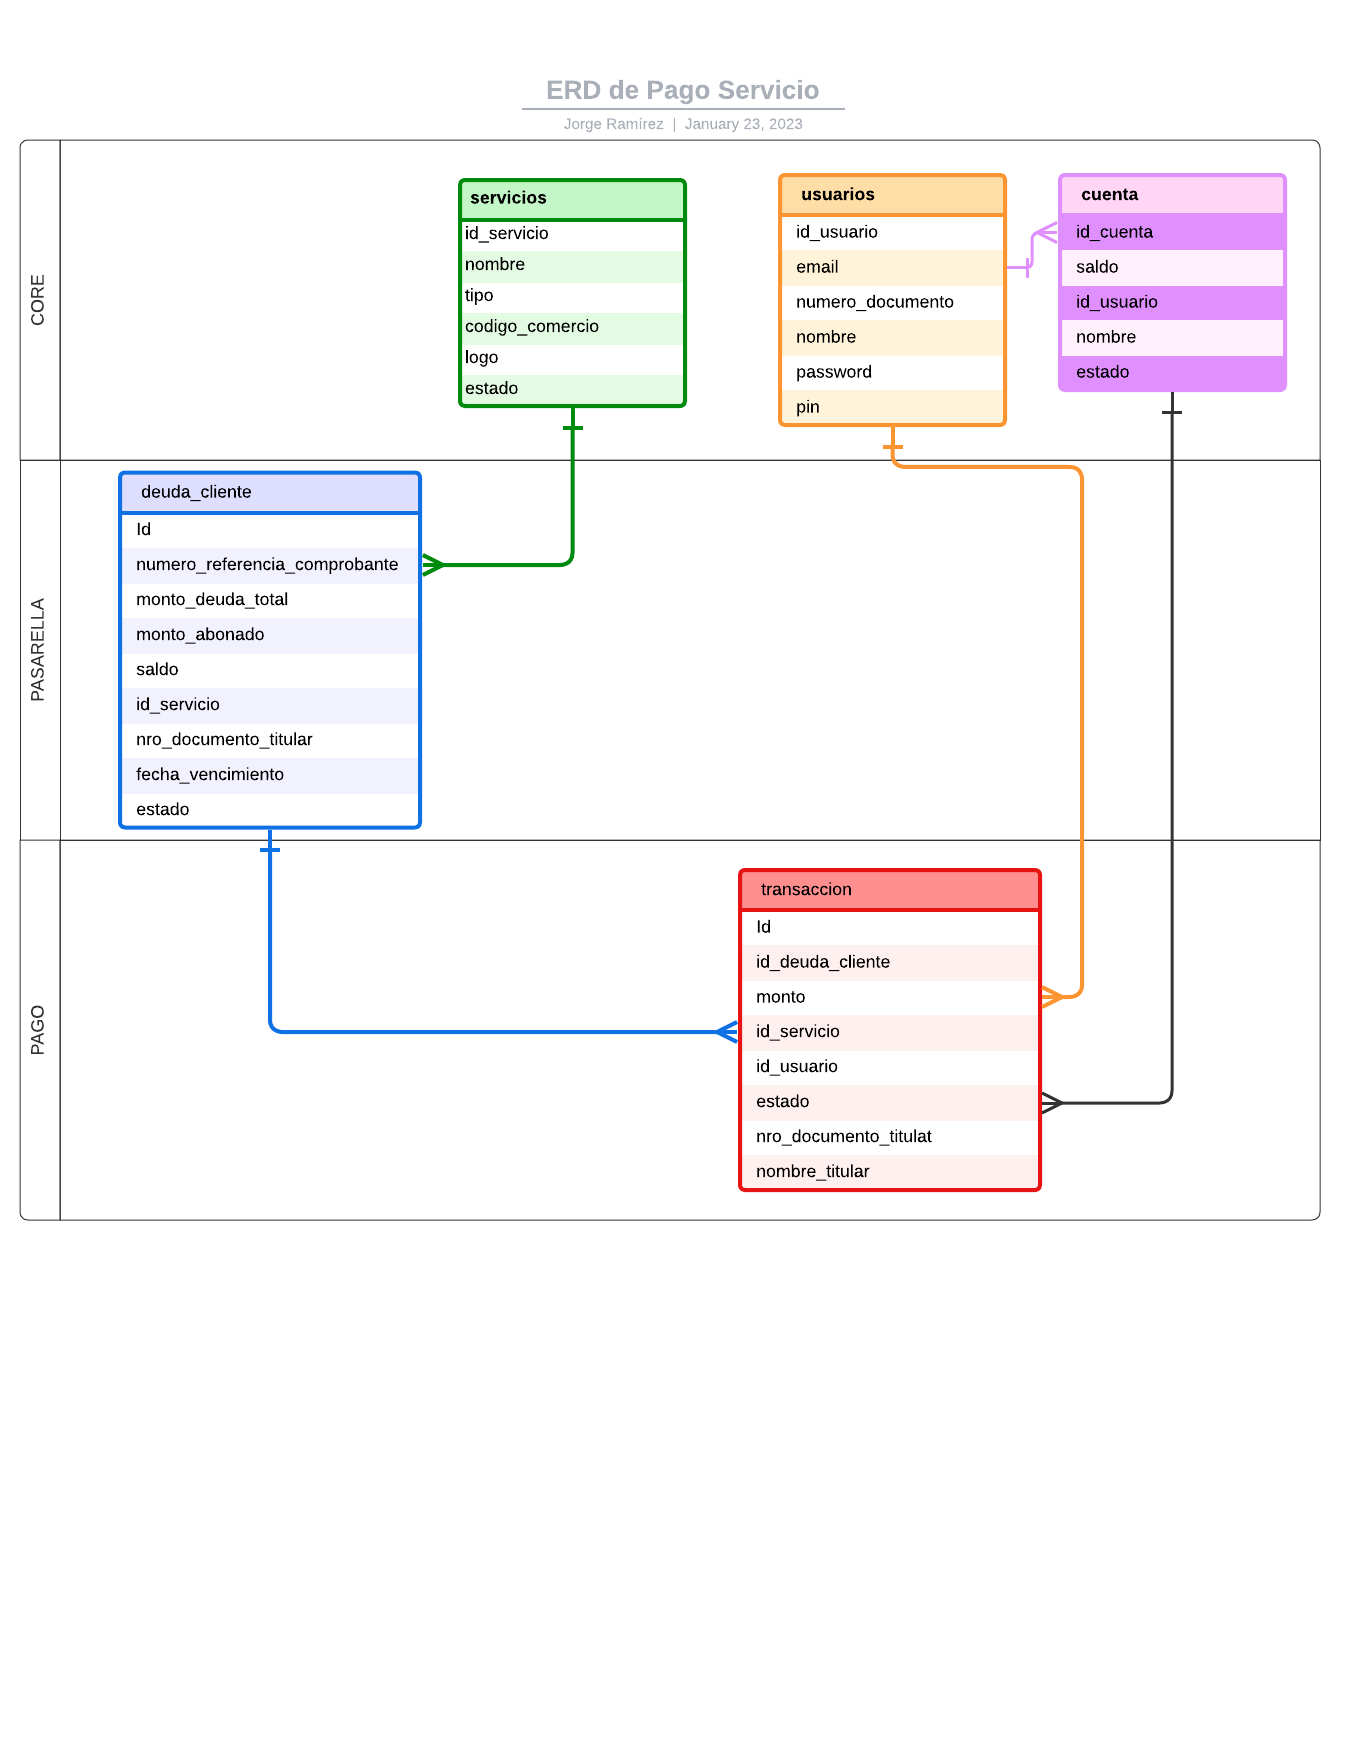 ERD de Pago Servicio
Jorge Ramírez | January 23, 2023
CORE
servicios
id_servicio
nombre
tipo
codigo_comercio
logo
estado
usuarios
id_usuario
email
numero_documento
nombre
password
pin
cuenta
id_cuenta
saldo
id_usuario
nombre
estado
PASARELLA
deuda_cliente
Id
numero_referencia_comprobante
monto_deuda_total
monto_abonado
saldo
id_servicio
nro_documento_titular
fecha_vencimiento
estado
PAGO
transaccion
Id
id_deuda_cliente
monto
id_servicio
id_usuario
estado
nro_documento_titulat
nombre_titular